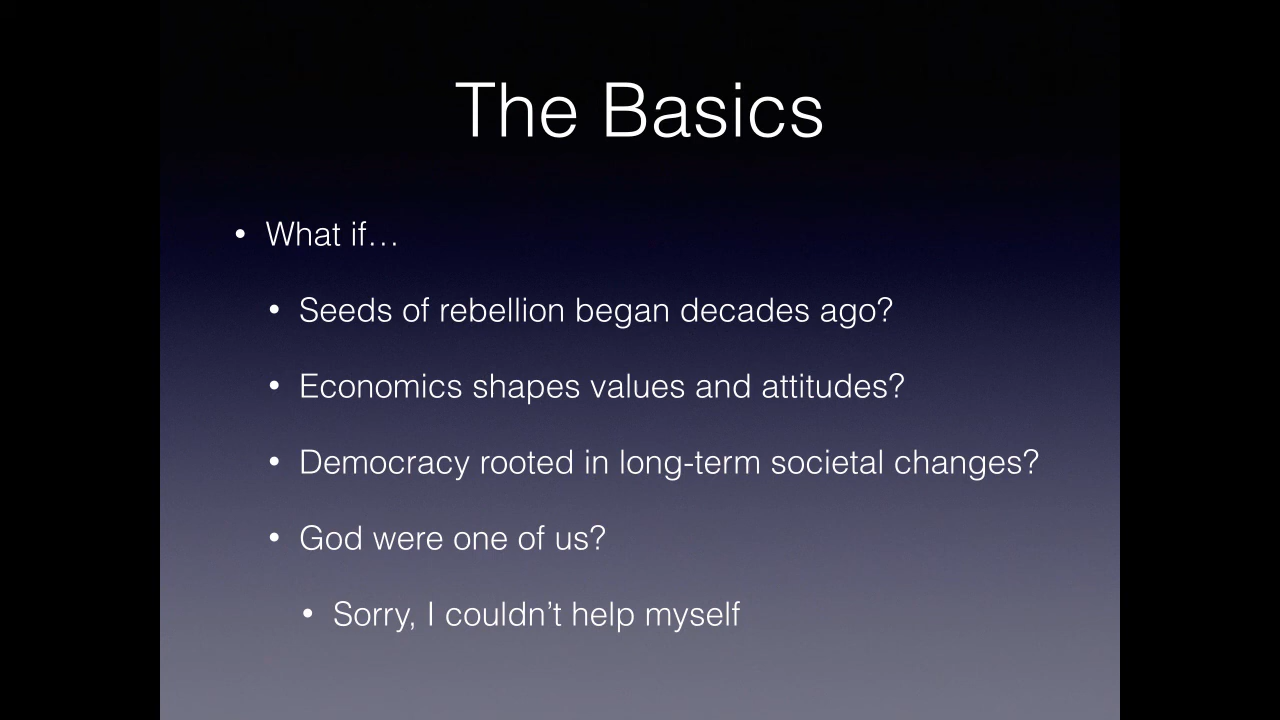 The Basics
• What if…
• Seeds of rebellion began decades ago?
• Economics shapes values and attitudes?
• Democracy rooted in long-term societal changes?
• God were one of us?
• Sorry, I couldn’t help myself